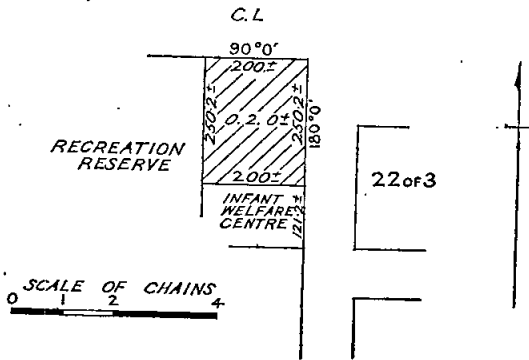 C.L
90°0'
200±
250·2±
0.2.0±
250·2±
180°0'
200±
RECREATION
RESERVE
INFANT
WELFARE
CENTRE
121·2±
22 OF 3
SCALE OF CHAINS
0 1 2 4